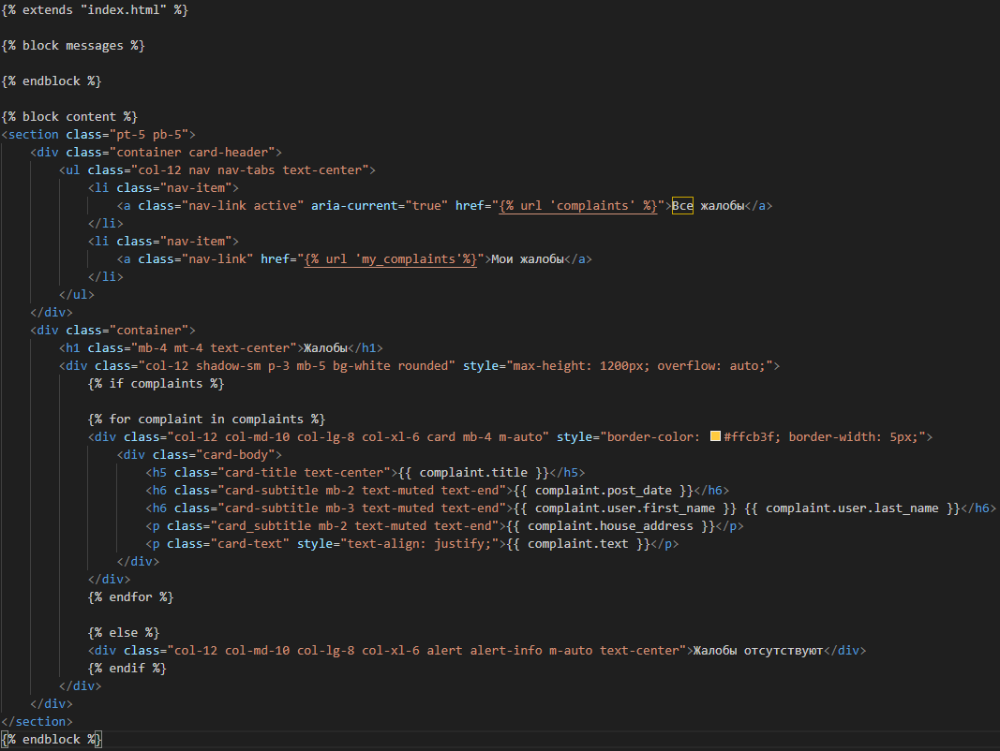 {% extends "index.html" %}
{% block messages %}
{% endblock %}
{% block content %}
<section class="pt-5 pb-5">
<div class="container card-header">
<ul class="col-12 nav nav-tabs text-center">
<li class="nav-item">
<a class="nav-link active" aria-current="true" href="{% url 'complaints' %}">Все жалобы</a>
</li>
<li class="nav-item">
<a class="nav-link" href="{% url 'my_complaints'%}">Мои жалобы</a>
</li>
</ul>
</div>
<div class="container">
<h1 class="mb-4 mt-4 text-center">Жалобы</h1>
<div class="col-12 shadow-sm p-3 mb-5 bg-white rounded" style="max-height: 1200px; overflow: auto;">
{% if complaints %}
{% for complaint in complaints %}
<div class="col-12 col-md-10 col-lg-8 col-xl-6 card mb-4 m-auto" style="border-color: #ffcb3f; border-width: 5px;">
<div class="card-body">
<h5 class="card-title text-center">{{ complaint.title }}</h5>
<h6 class="card-subtitle mb-2 text-muted text-end">{{ complaint.post_date }}</h6>
<h6 class="card-subtitle mb-3 text-muted text-end">{{ complaint.user.first_name }} {{ complaint.user.last_name }}</h6>
<p class="card_subtitle mb-2 text-muted text-end">{{ complaint.house_address }}</p>
<p class="card-text" style="text-align: justify;">{{ complaint.text }}</p>
</div>
</div>
{% endfor %}
{% else %}
<div class="col-12 col-md-10 col-lg-8 col-xl-6 alert alert-info m-auto text-center">Жалобы отсутствуют</div>
{% endif %}
</div>
</div>
</section>
{% endblock %}